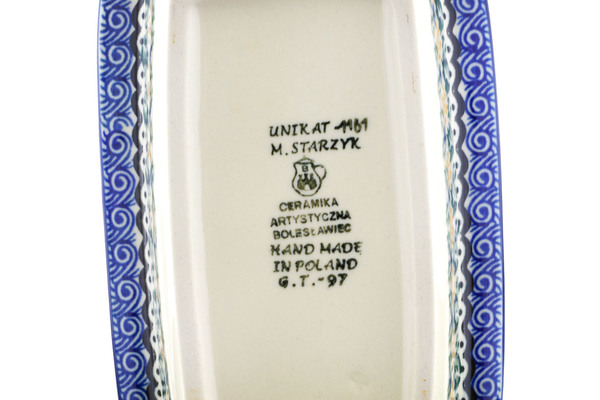 UNIKAT 1161
M. STARZYK
CERAMIKA
ARTYSTYCZNA
BOLESŁAWIEC
HAND MADE
IN POLAND
G.T.-97